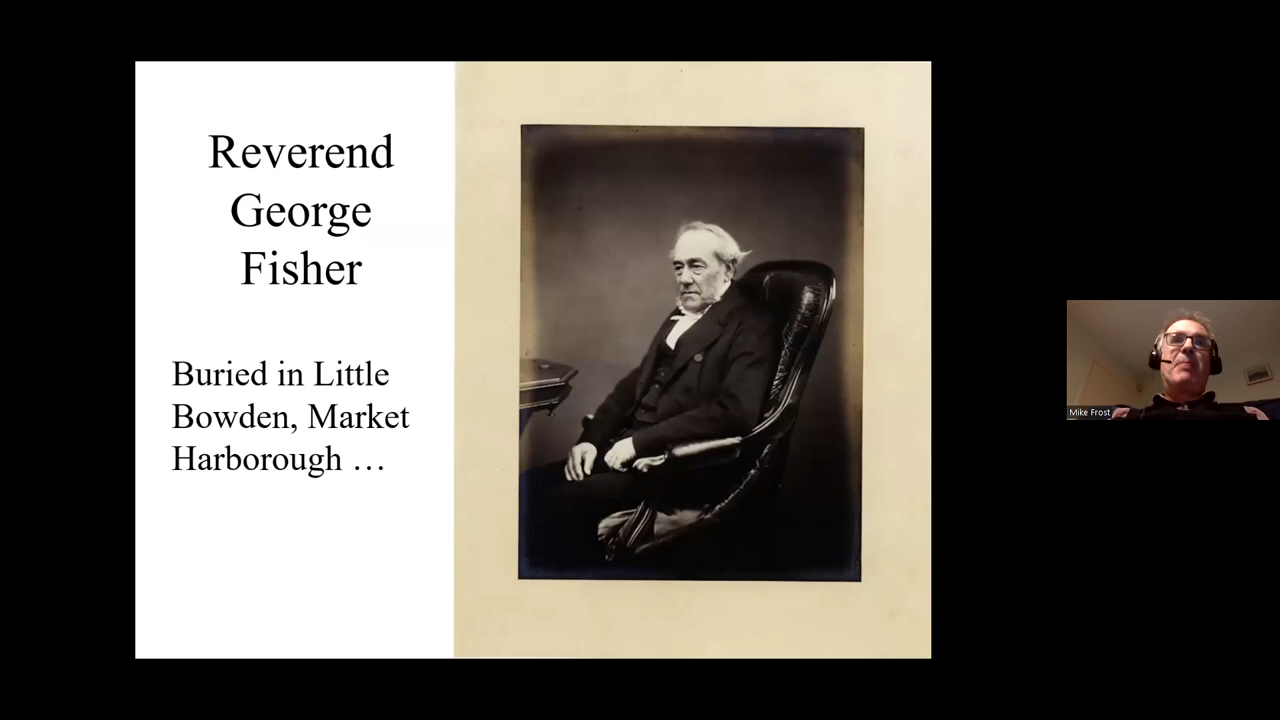 Reverend
George
Fisher
Buried in Little
Bowden, Market
Harborough …
Mike Frost